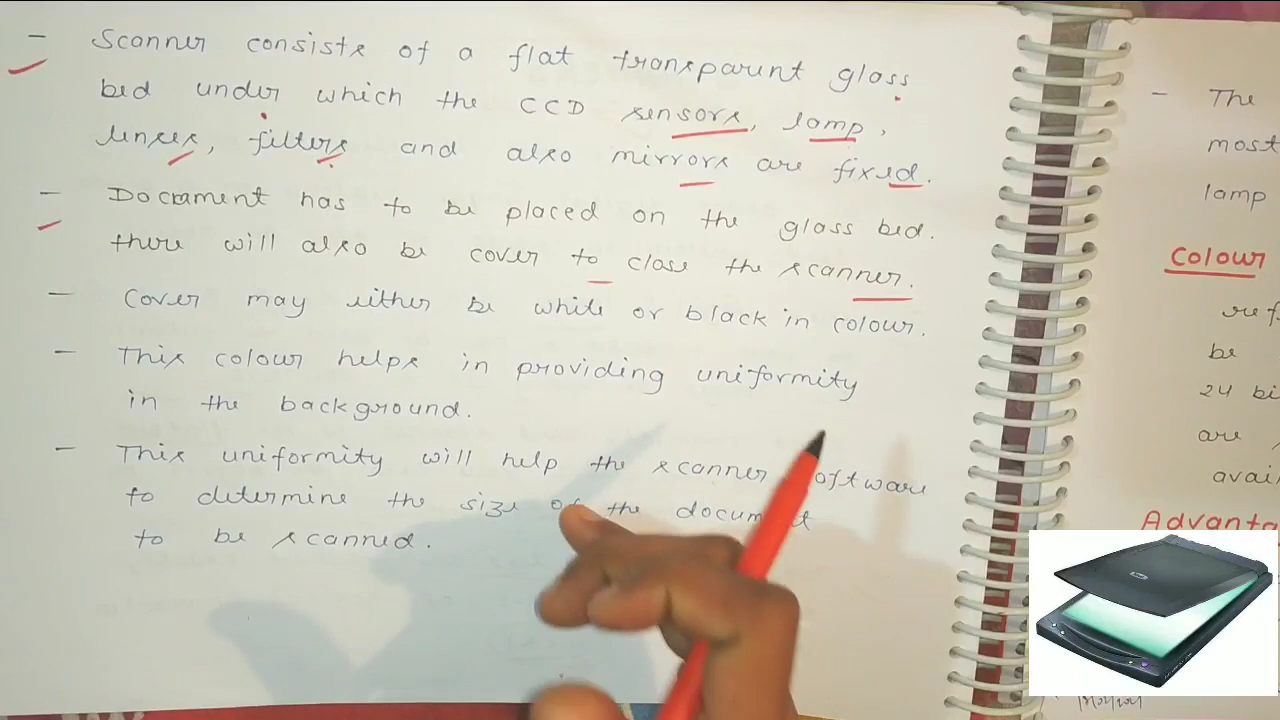 - Scanner consists of a flat transparent glass
bed under which the CCD sensors, lamp,
lenses, filters and also mirrors are fixed.
- Document has to be placed on the glass bed.
there will also be cover to close the scanner.
- Cover may either be white or black in colour.
- This colour helps in providing uniformity
in the background.
- This uniformity will help the scanner oftware
to determine the size of the document
to be scanned.
- The
most
lamp
Colour
ref
be
24 bi
are
avai
Advanta